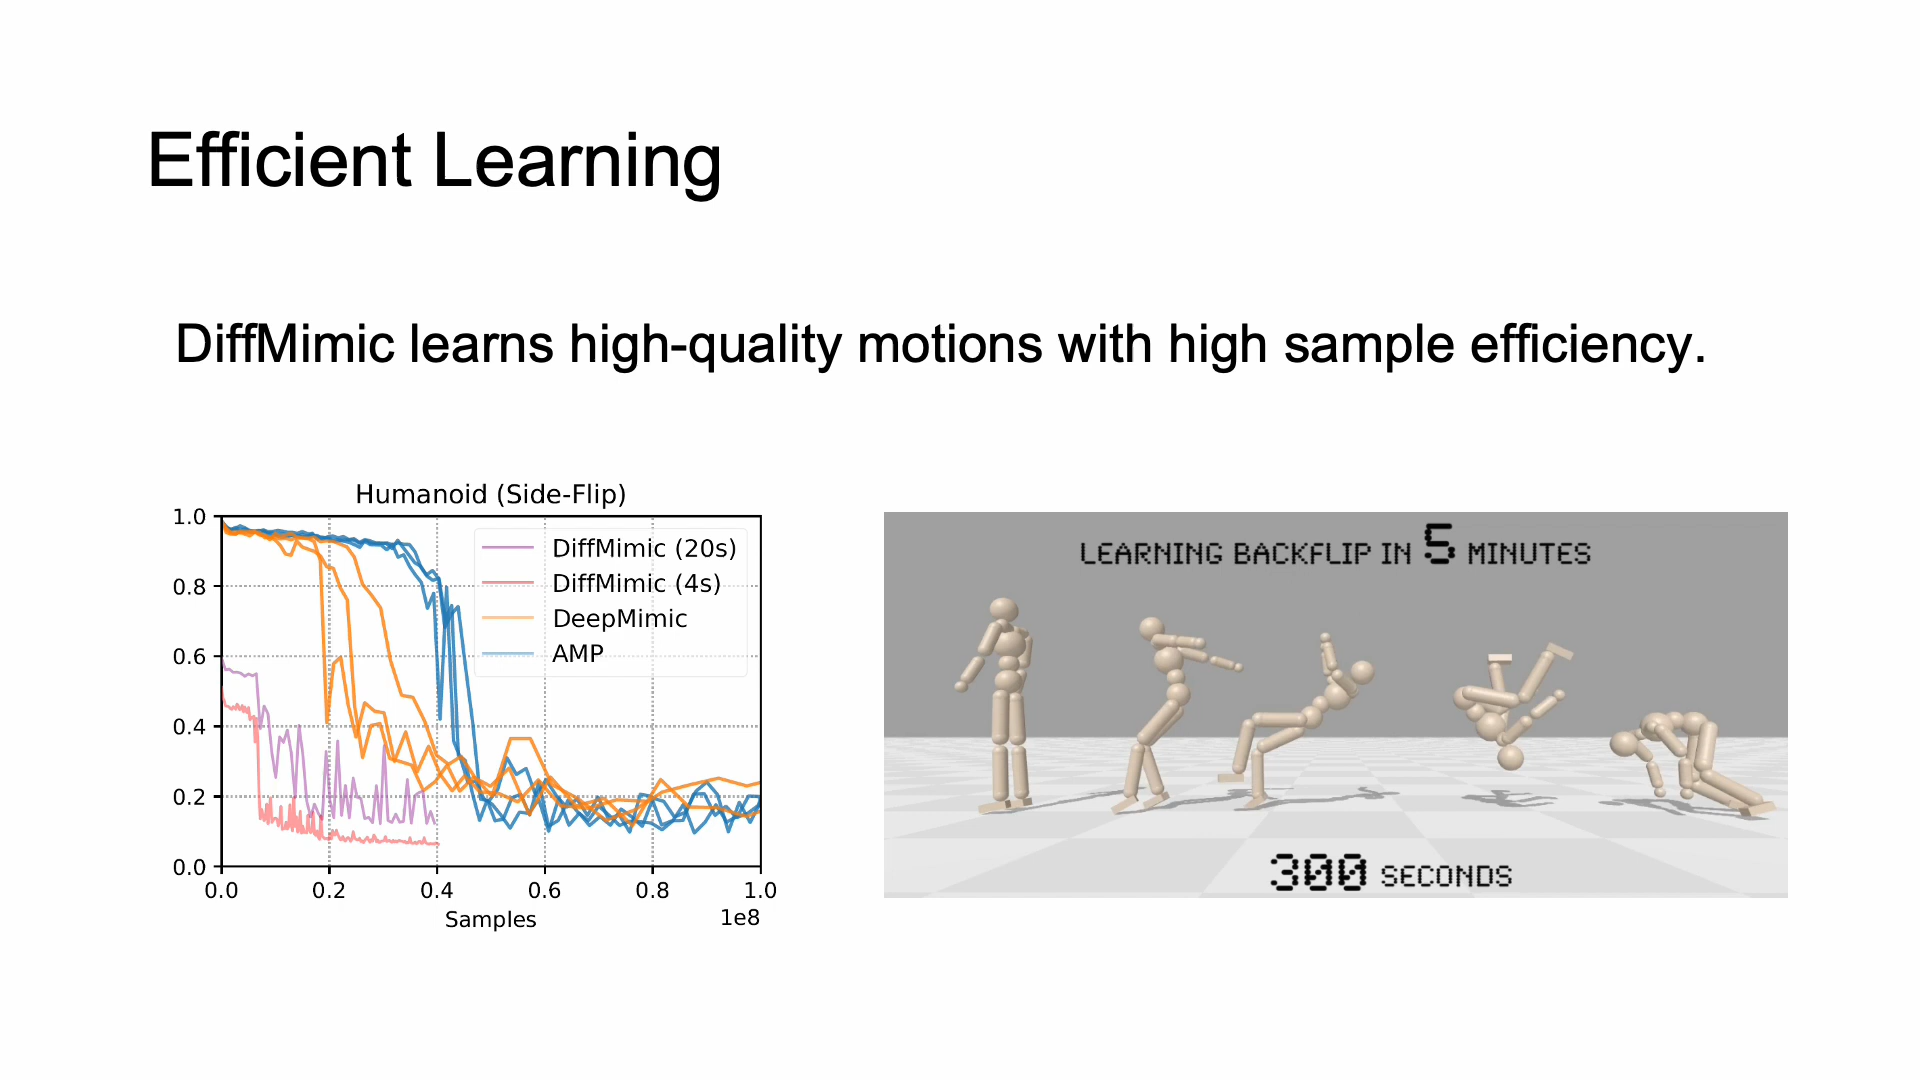 Efficient Learning
DiffMimic learns high-quality motions with high sample efficiency.
Humanoid (Side-Flip)
1.0
0.8
0.6
0.4
0.2
0.0
DiffMimic (20s)
DiffMimic (4s)
DeepMimic
AMP
0.0 0.2 0.4 0.6 0.8 1.0
Samples
1e8
LEARNING BACKFLIP IN 5 MINUTES
300 SECONDS